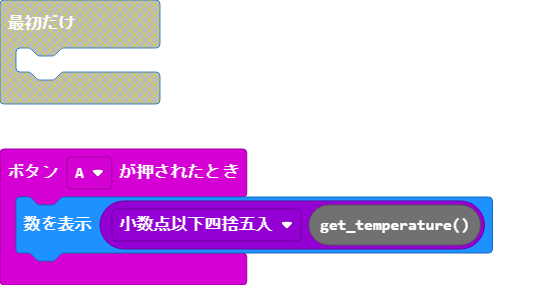 最初だけ
ボタン A が押されたとき
数を表示 小数点以下四捨五入 get_temperature()